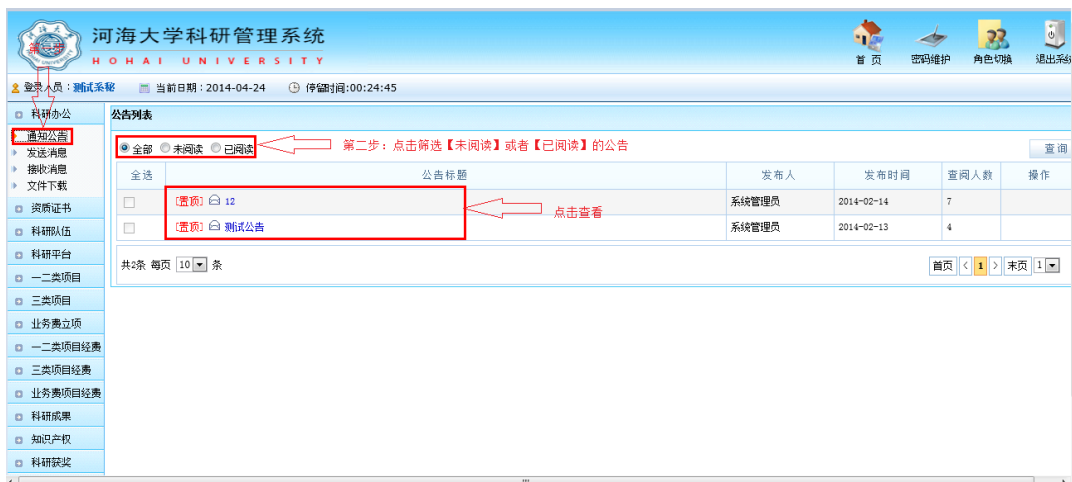 河海大学科研管理系统
HOHAI UNIVERSITY
首 页
密码维护
角色切换
退出系统
登录人员：测试系秘 当前日期：2014-04-24 停留时间:00:24:45
科研办公
通知公告
发送消息
接收消息
文件下载
资质证书
科研队伍
科研平台
一二类项目
三类项目
业务费立项
一二类项目经费
三类项目经费
业务费项目经费
科研成果
知识产权
科研获奖
公告列表
全部 未阅读 已阅读 第二步：点击筛选【未阅读】或者【已阅读】的公告
查询
全选 公告标题 发布人 发布时间 查阅人数 操作
[置顶] 12 系统管理员 2014-02-14 7
点击查看
[置顶] 测试公告 系统管理员 2014-02-13 4
共2条 每页 10 条 首页 < 1 > 末页 1